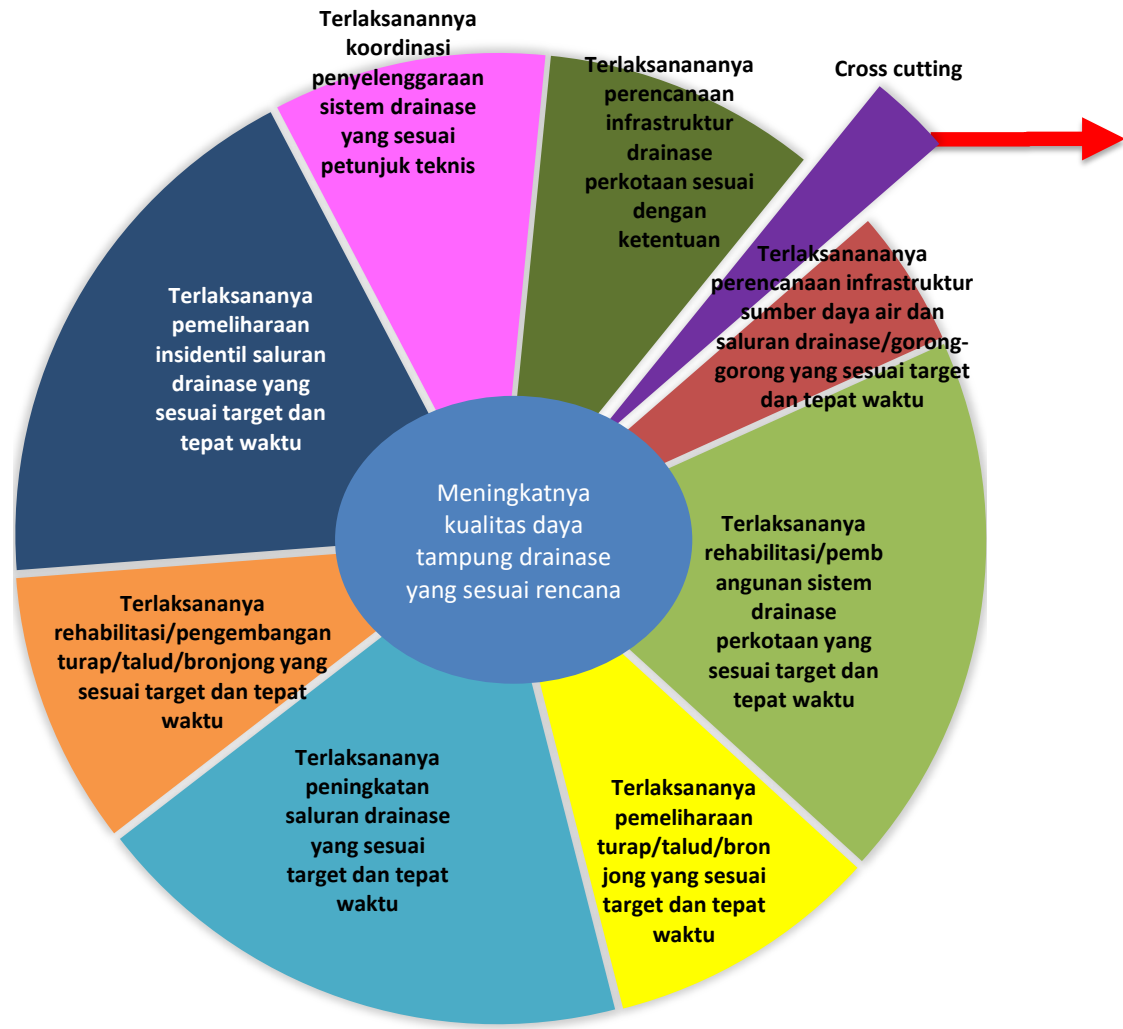 Terlaksanannya
koordinasi
penyelenggaraan
sistem drainase
yang sesuai
petunjuk teknis
Terlaksanananya
perencanaan
infrastruktur
drainase
perkotaan sesuai
dengan
ketentuan
Cross cutting
Terlaksanananya
perencanaan infrastruktur
sumber daya air dan
saluran drainase/gorong-
gorong yang sesuai target
dan tepat waktu
Terlaksananya
rehabilitasi/pemb
angunan sistem
drainase
perkotaan yang
sesuai target dan
tepat waktu
Terlaksananya
pemeliharaan
turap/talud/bron
jong yang sesuai
target dan tepat
waktu
Terlaksananya
peningkatan
saluran drainase
yang sesuai
target dan tepat
waktu
Terlaksananya
rehabilitasi/pengembangan
turap/talud/bronjong yang
sesuai target dan tepat
waktu
Terlaksananya
pemeliharaan
insidentil saluran
drainase yang
sesuai target dan
tepat waktu
Meningkatnya
kualitas daya
tampung drainase
yang sesuai rencana